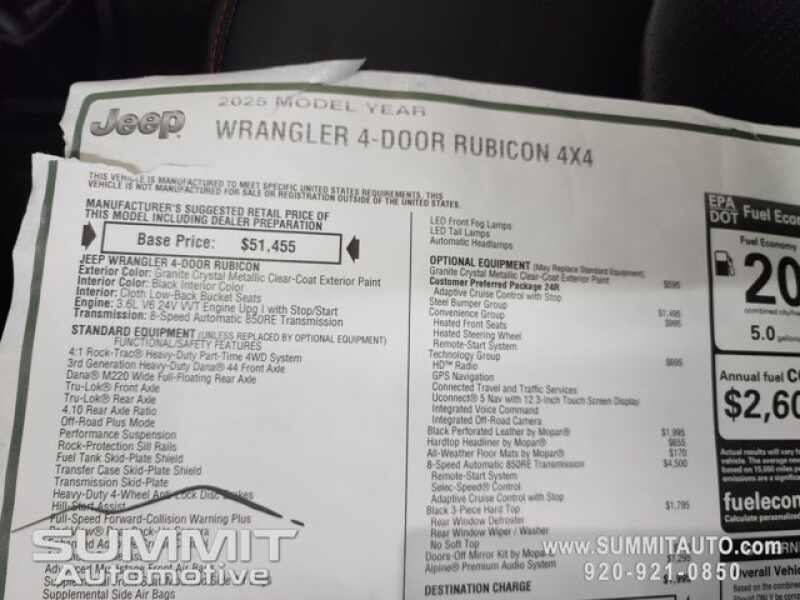 2025 MODEL YEAR
Jeep
WRANGLER 4-DOOR RUBICON 4X4
THIS VEHICLE IS MANUFACTURED TO MEET SPECIFIC UNITED STATES REQUIREMENTS. THIS
VEHICLE IS NOT MANUFACTURED FOR SALE OR REGISTRATION OUTSIDE OF THE UNITED STATES.
MANUFACTURER'S SUGGESTED RETAIL PRICE OF
THIS MODEL INCLUDING DEALER PREPARATION
Base Price: $51,455
JEEP WRANGLER 4-DOOR RUBICON
Exterior Color: Granite Crystal Metallic Clear-Coat Exterior Paint
Interior Color: Black Interior Color
Interior: Cloth Low-Back Bucket Seats
Engine: 3.6L V6 24V VVT Engine Upg I with Stop/Start
Transmission: 8-Speed Automatic 850RE Transmission
STANDARD EQUIPMENT (UNLESS REPLACED BY OPTIONAL EQUIPMENT)
FUNCTIONAL/SAFETY FEATURES
4:1 Rock-Trac® Heavy-Duty Part-Time 4WD System
3rd Generation Heavy-Duty Dana® 44 Front Axle
Dana® M220 Wide Full-Floating Rear Axle
Tru-Lok® Front Axle
Tru-Lok® Rear Axle
4.10 Rear Axle Ratio
Off-Road Plus Mode
Performance Suspension
Rock-Protection Sill Rails
Fuel Tank Skid-Plate Shield
Transfer Case Skid-Plate Shield
Transmission Skid-Plate
Heavy-Duty 4-Wheel Anti-Lock Disc Brakes
Hill-Start Assist
Full-Speed Forward-Collision Warning Plus
Supplemental Side Air Bags
LED Front Fog Lamps
LED Tail Lamps
Automatic Headlamps
OPTIONAL EQUIPMENT (May Replace Standard Equipment)
Granite Crystal Metallic Clear-Coat Exterior Paint $595
Customer Preferred Package 24R
Adaptive Cruise Control with Stop
Steel Bumper Group $1,495
Convenience Group $995
Heated Front Seats
Heated Steering Wheel
Remote-Start System
Technology Group $995
HD™ Radio
GPS Navigation
Connected Travel and Traffic Services
Uconnect® 5 Nav with 12.3-Inch Touch Screen Display
Integrated Voice Command
Integrated Off-Road Camera
Black Perforated Leather by Mopar® $1,995
Hardtop Headliner by Mopar® $655
All-Weather Floor Mats by Mopar® $170
8-Speed Automatic 850RE Transmission $4,500
Remote-Start System
Selec-Speed® Control
Adaptive Cruise Control with Stop
Black 3-Piece Hard Top $1,795
Rear Window Defroster
Rear Window Wiper / Washer
No Soft Top
Doors-Off Mirror Kit by Mopar®
Alpine® Premium Audio System
DESTINATION CHARGE
EPA
DOT Fuel Econ
Fuel Economy
20
combined city/hw
5.0 gallons
Annual fuel CO
$2,60
Actual results will vary fo
fuelecon
Calculate personalized
Overall Vehic
SUMMIT
Automotive
WWW.SUMMITAUTO.com
920-921-0850